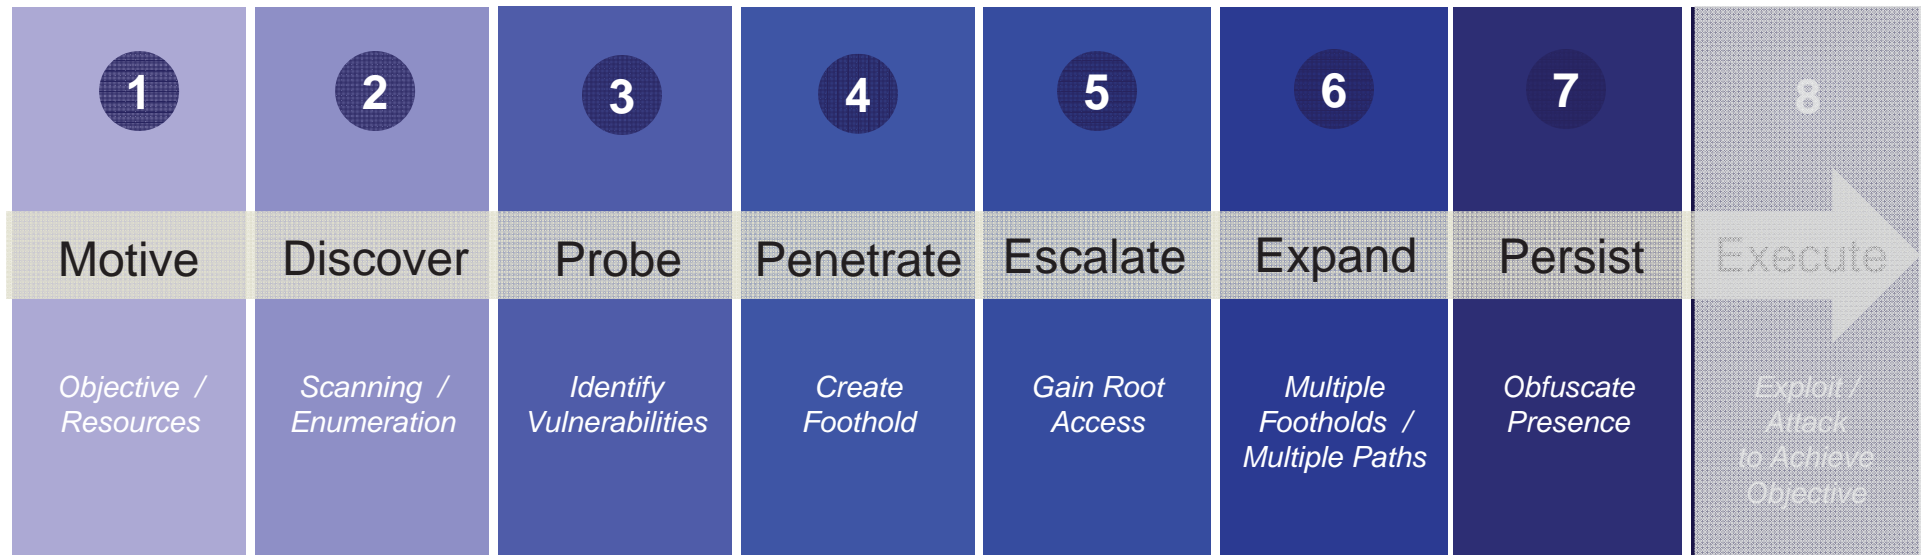 1
2
3
4
5
6
7
8
Motive
Discover
Probe
Penetrate
Escalate
Expand
Persist
Execute
Objective /
Resources
Scanning /
Enumeration
Identify
Vulnerabilities
Create
Foothold
Gain Root
Access
Multiple
Footholds /
Multiple Paths
Obfuscate
Presence
Exploit /
Attack
to Achieve
Objective